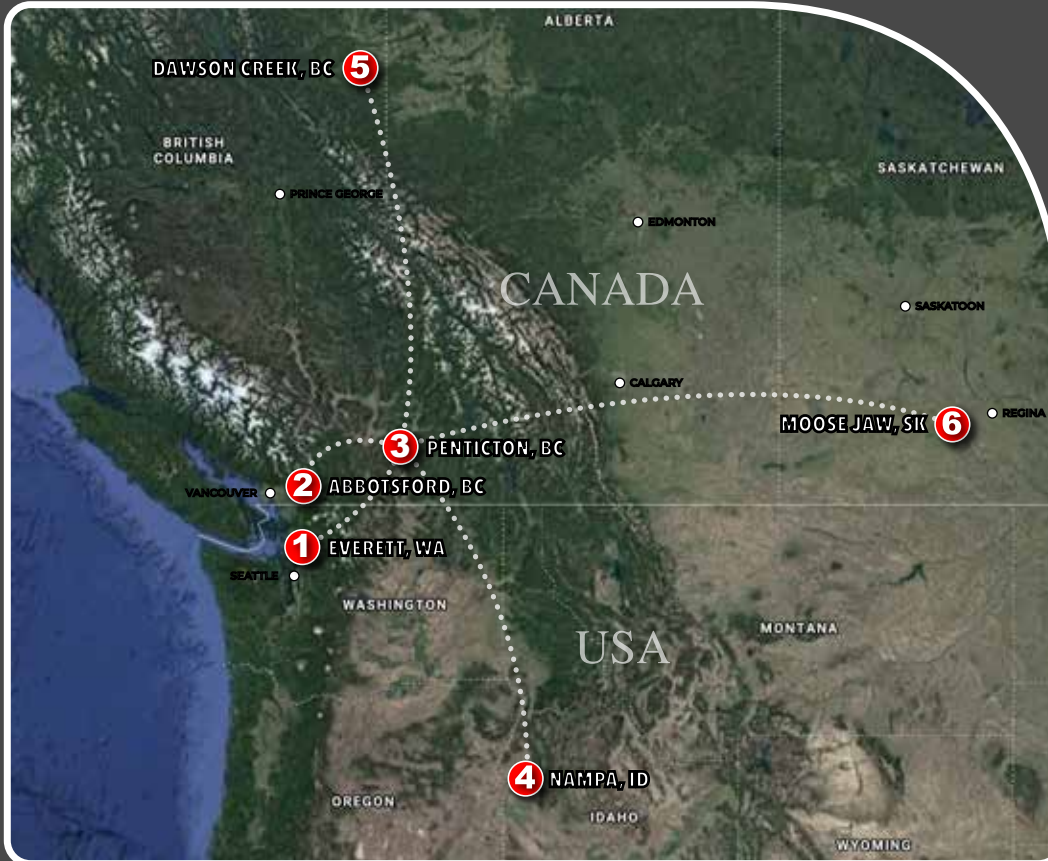 ALBERTA
DAWSON CREEK, BC 5
BRITISH
COLUMBIA
SASKATCHEWAN
PRINCE GEORGE
EDMONTON
CANADA
SASKATOON
CALGARY
MOOSE JAW, SK 6
REGINA
3 PENTICTON, BC
VANCOUVER
2 ABBOTSFORD, BC
1 EVERETT, WA
SEATTLE
WASHINGTON
MONTANA
USA
4 NAMPA, ID
OREGON
IDAHO
WYOMING